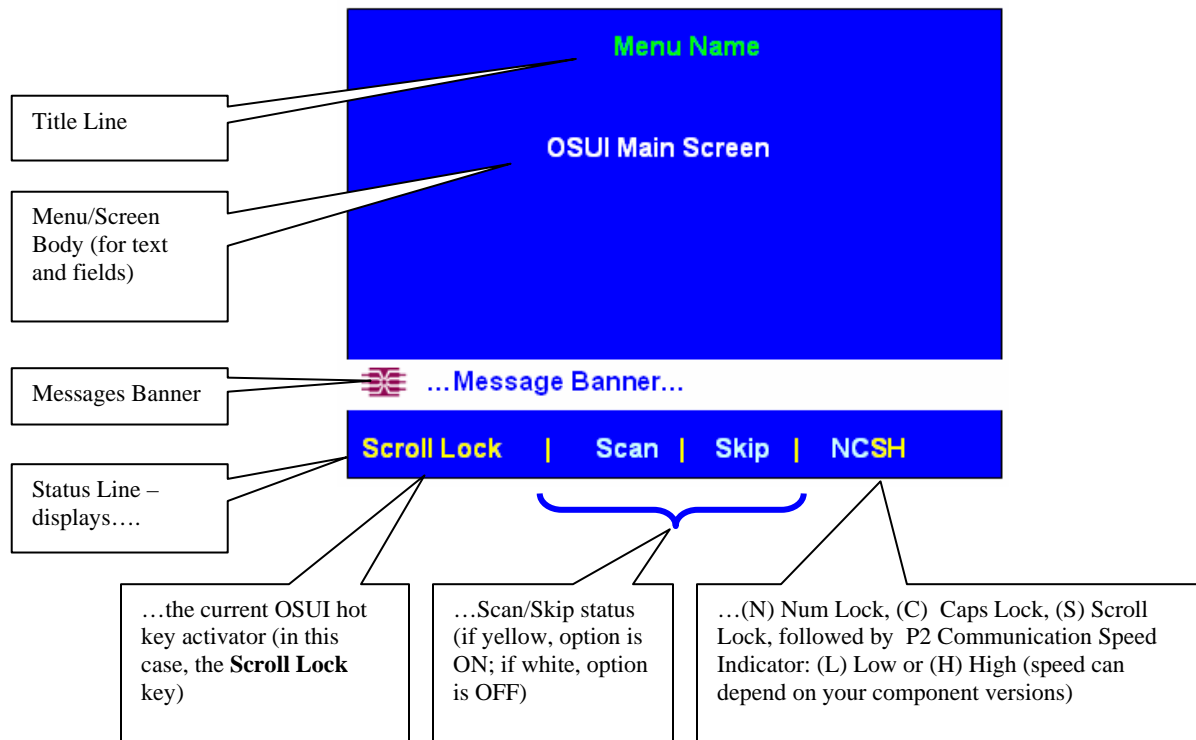 Menu Name
Title Line
OSUI Main Screen
Menu/Screen
Body (for text
and fields)
Messages Banner
...Message Banner...
Scroll Lock | Scan | Skip | NCSH
Status Line –
displays….
…the current OSUI hot
key activator (in this
case, the Scroll Lock
key)
…Scan/Skip status
(if yellow, option is
ON; if white, option
is OFF)
…(N) Num Lock, (C) Caps Lock, (S) Scroll
Lock, followed by P2 Communication Speed
Indicator: (L) Low or (H) High (speed can
depend on your component versions)